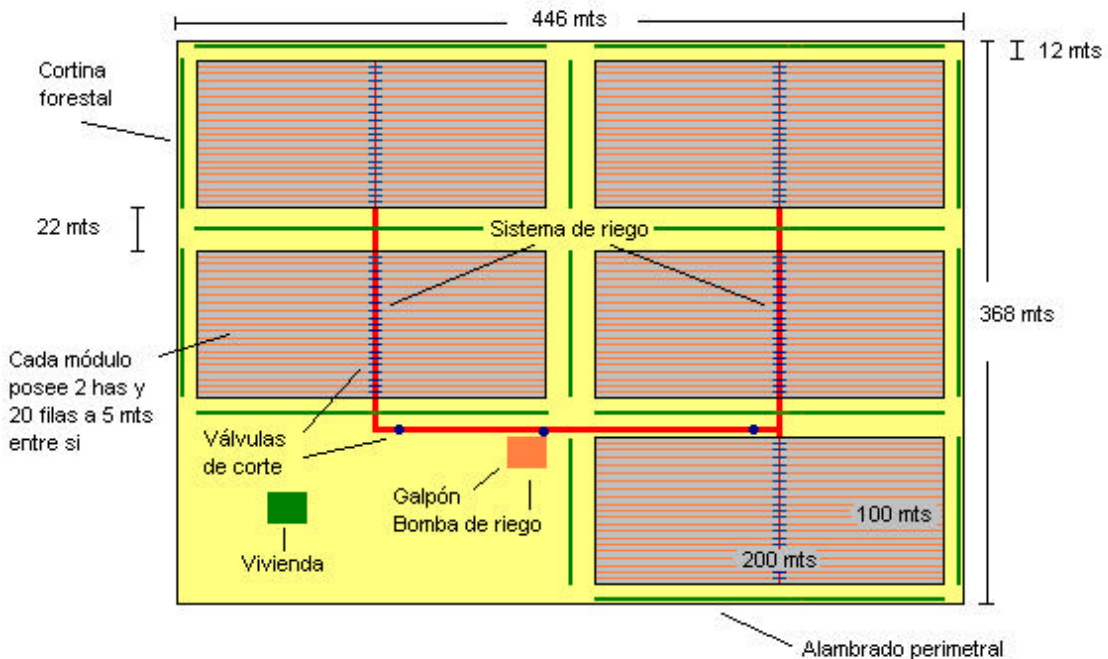 446 mts
12 mts
Cortina
forestal
22 mts
Sistema de riego
368 mts
Cada módulo
posee 2 has y
20 filas a 5 mts
entre si
Válvulas
de corte
Galpón
Bomba de riego
100 mts
200 mts
Vivienda
Alambrado perimetral